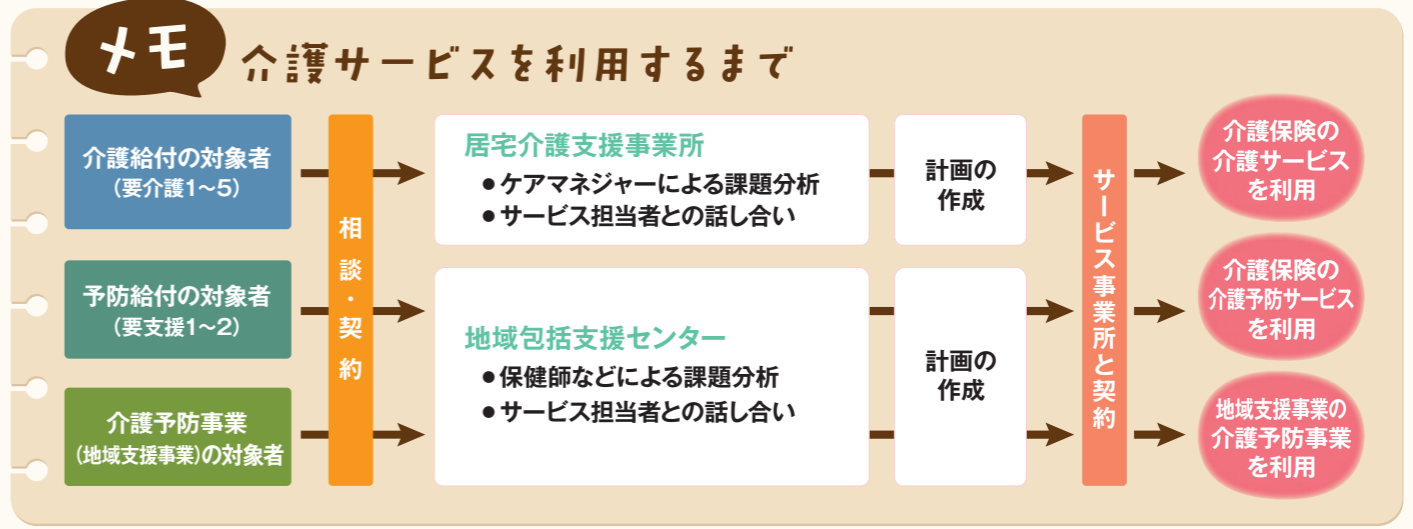 メモ
介護サービスを利用するまで
介護給付の対象者
(要介護1〜5)
予防給付の対象者
(要支援1〜2)
介護予防事業
(地域支援事業)の対象者
相談・契約
居宅介護支援事業所
●ケアマネジャーによる課題分析
●サービス担当者との話し合い
計画の
作成
地域包括支援センター
●保健師などによる課題分析
●サービス担当者との話し合い
計画の
作成
サービス事業所と契約
介護保険の
介護サービス
を利用
介護保険の
介護予防サービス
を利用
地域支援事業の
介護予防事業
を利用